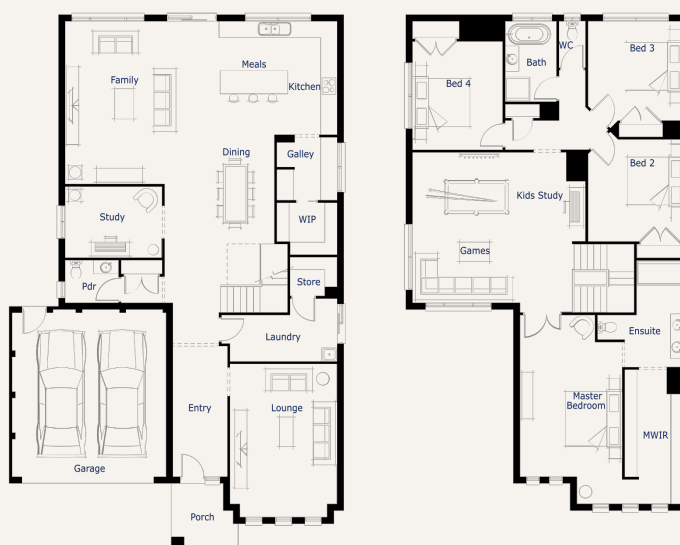 Family
Meals
Kitchen
Dining
Galley
Study
WIP
Pdr
Store
Laundry
Entry
Lounge
Garage
Porch
WC
Bed 3
Bath
Bed 4
Bed 2
Kids Study
Games
Ensuite
Master
Bedroom
MWIR